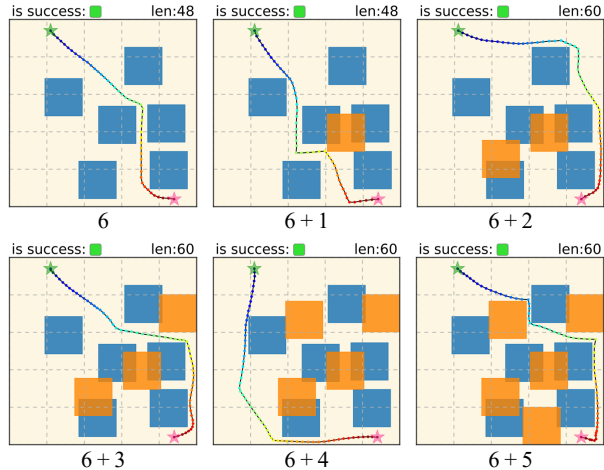 is success: len:48
is success: len:48
is success: len:60
6
6 + 1
6 + 2
is success: len:60
is success: len:60
is success: len:60
6 + 3
6 + 4
6 + 5